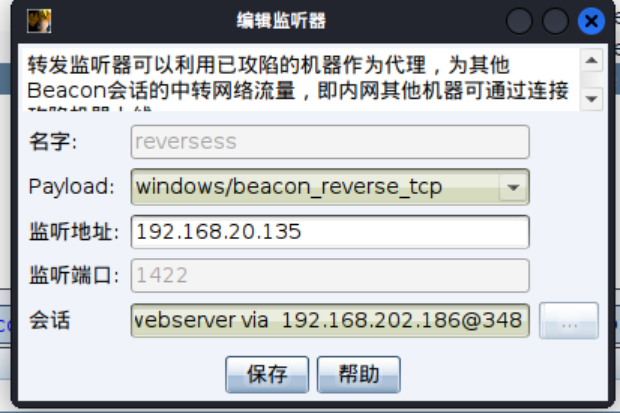 编辑监听器
转发监听器可以利用已攻陷的机器作为代理，为其他
Beacon会话的中转网络流量，即内网其他机器可通过连接
名字: reversess
Payload: windows/beacon_reverse_tcp
监听地址: 192.168.20.135
监听端口: 1422
会话 webserver via 192.168.202.186@348 ...
保存 帮助